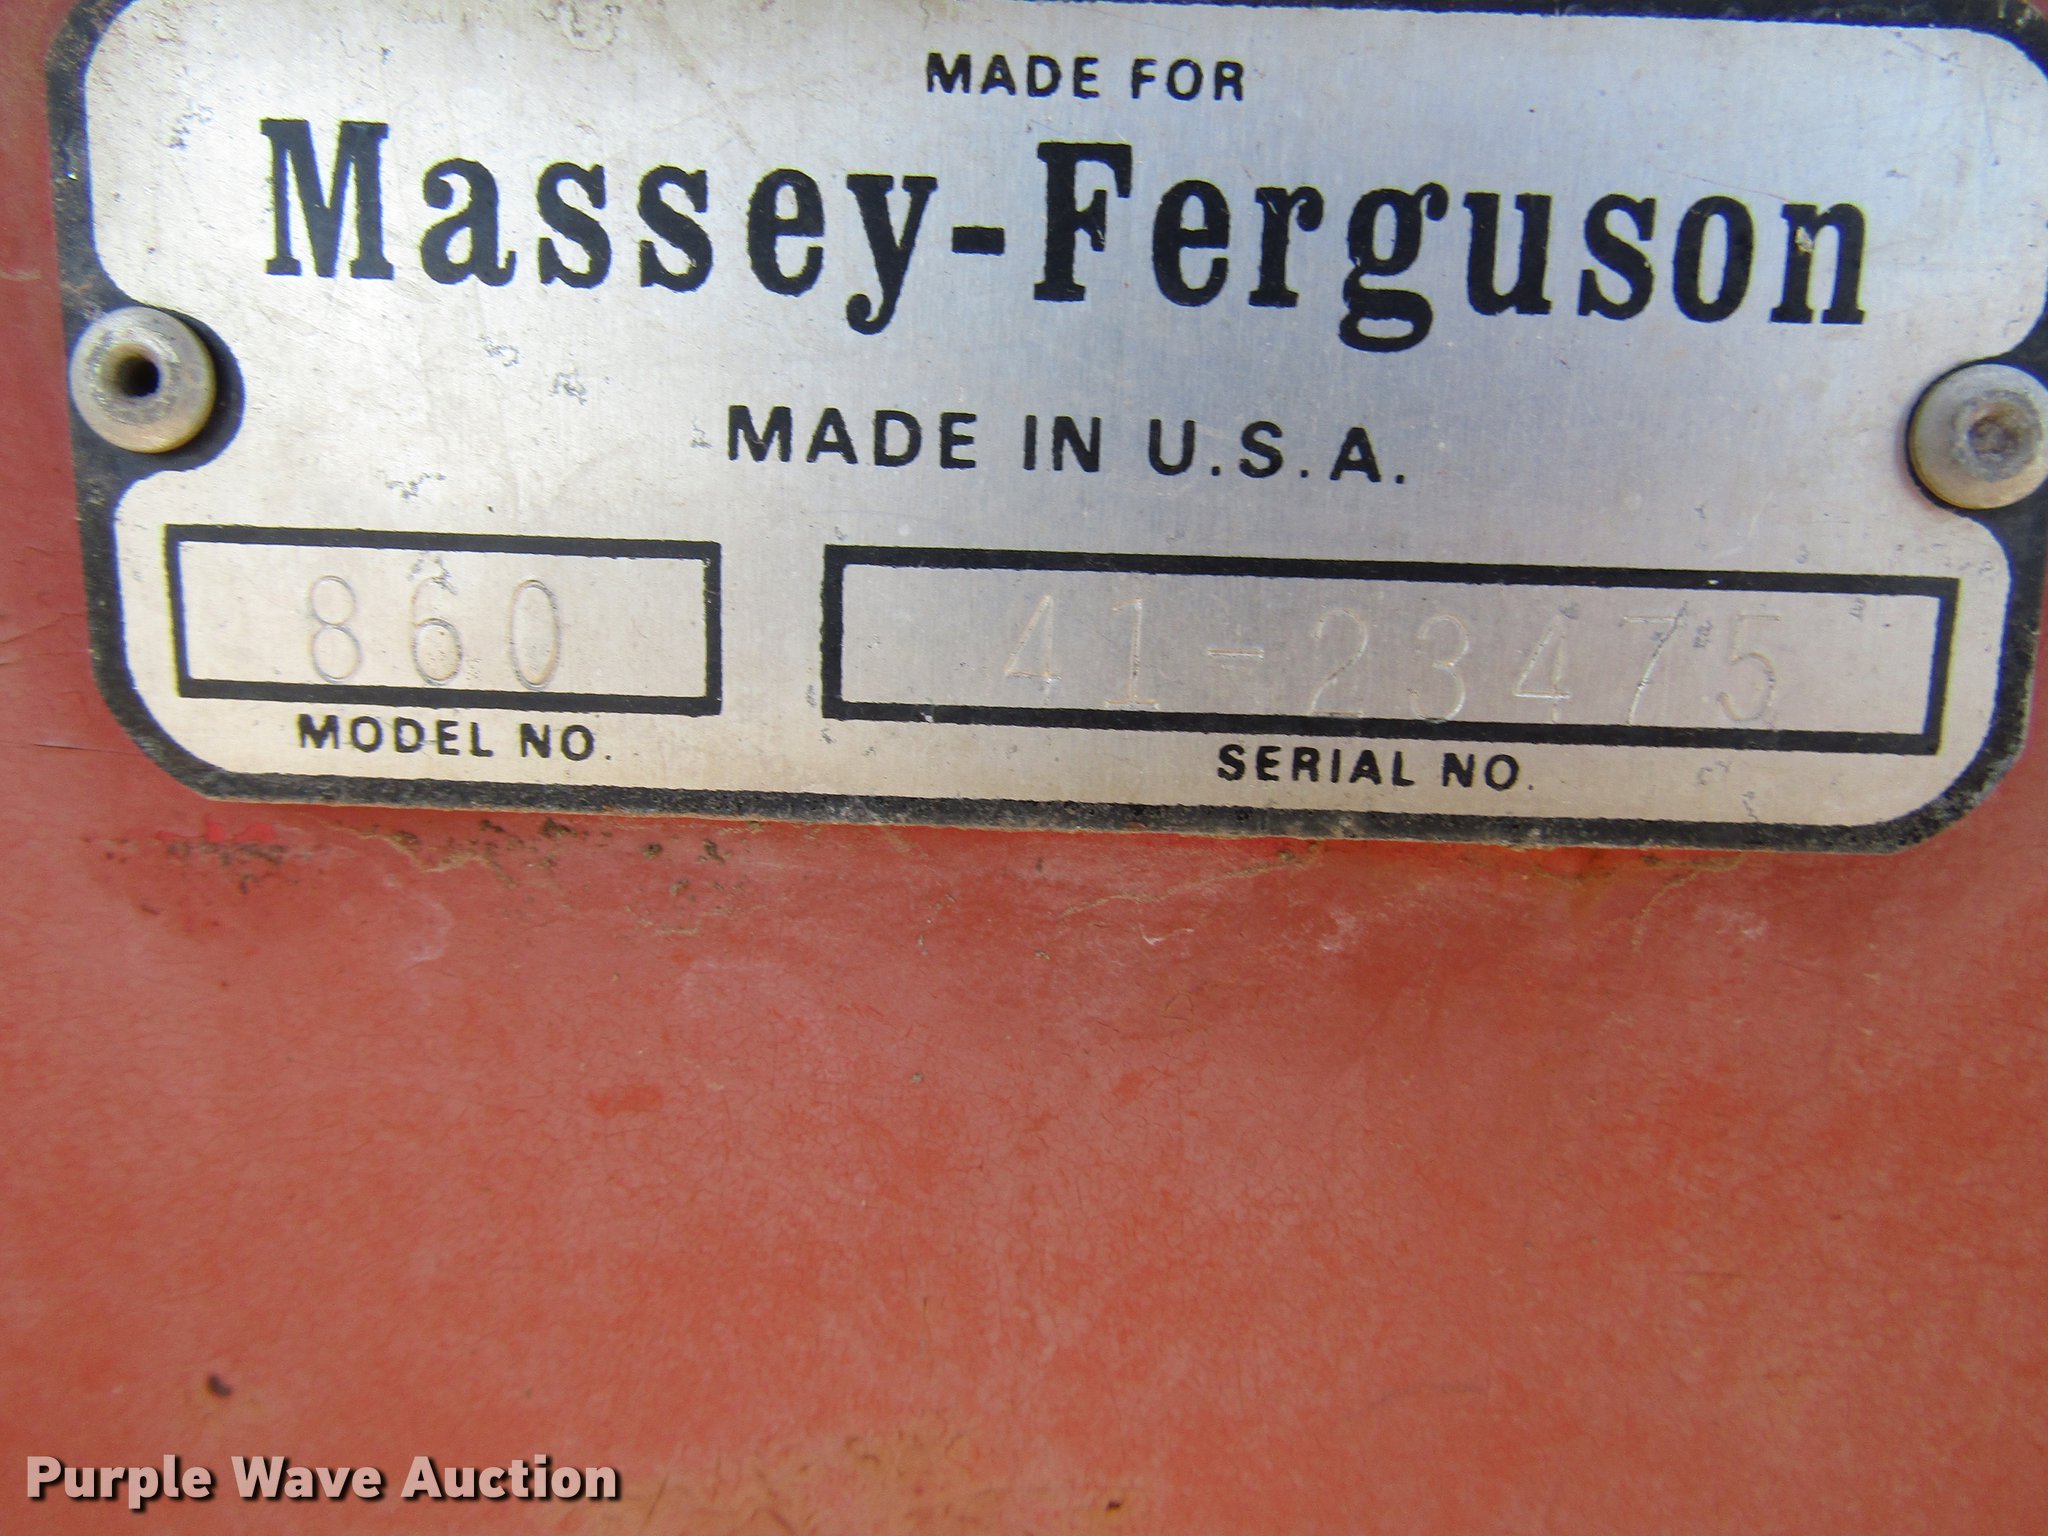 MADE FOR
Massey-Ferguson
MADE IN U.S.A.
860 41-23475
MODEL NO. SERIAL NO.
Purple Wave Auction